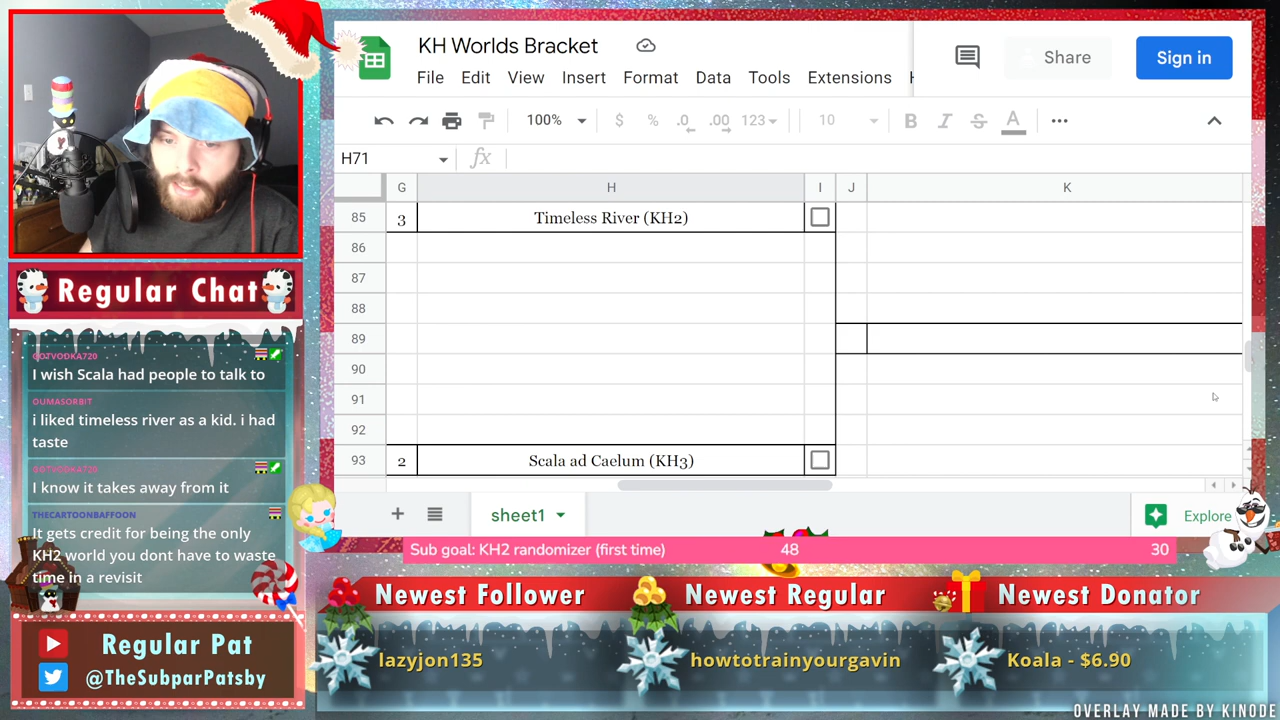 KH Worlds Bracket
File Edit View Insert Format Data Tools Extensions
Share
Sign in
100% $ % .0 .00 123 10 B I S A
H71 fx
G H I J K
85 3 Timeless River (KH2)
86
87
88
89
90
91
92
93 2 Scala ad Caelum (KH3)
sheet1
Explore
Regular Chat
GOTVODKA720
I wish Scala had people to talk to
OUMASORBIT
i liked timeless river as a kid. i had
taste
GOTVODKA720
I know it takes away from it
THECARTOONBAFFOON
It gets credit for being the only
KH2 world you dont have to waste
time in a revisit
Regular Pat
@TheSubparPatsby
Sub goal: KH2 randomizer (first time) 48 30
Newest Follower
lazyjon135
Newest Regular
howtotrainyourgavin
Newest Donator
Koala - $6.90
OVERLAY MADE BY KINODE